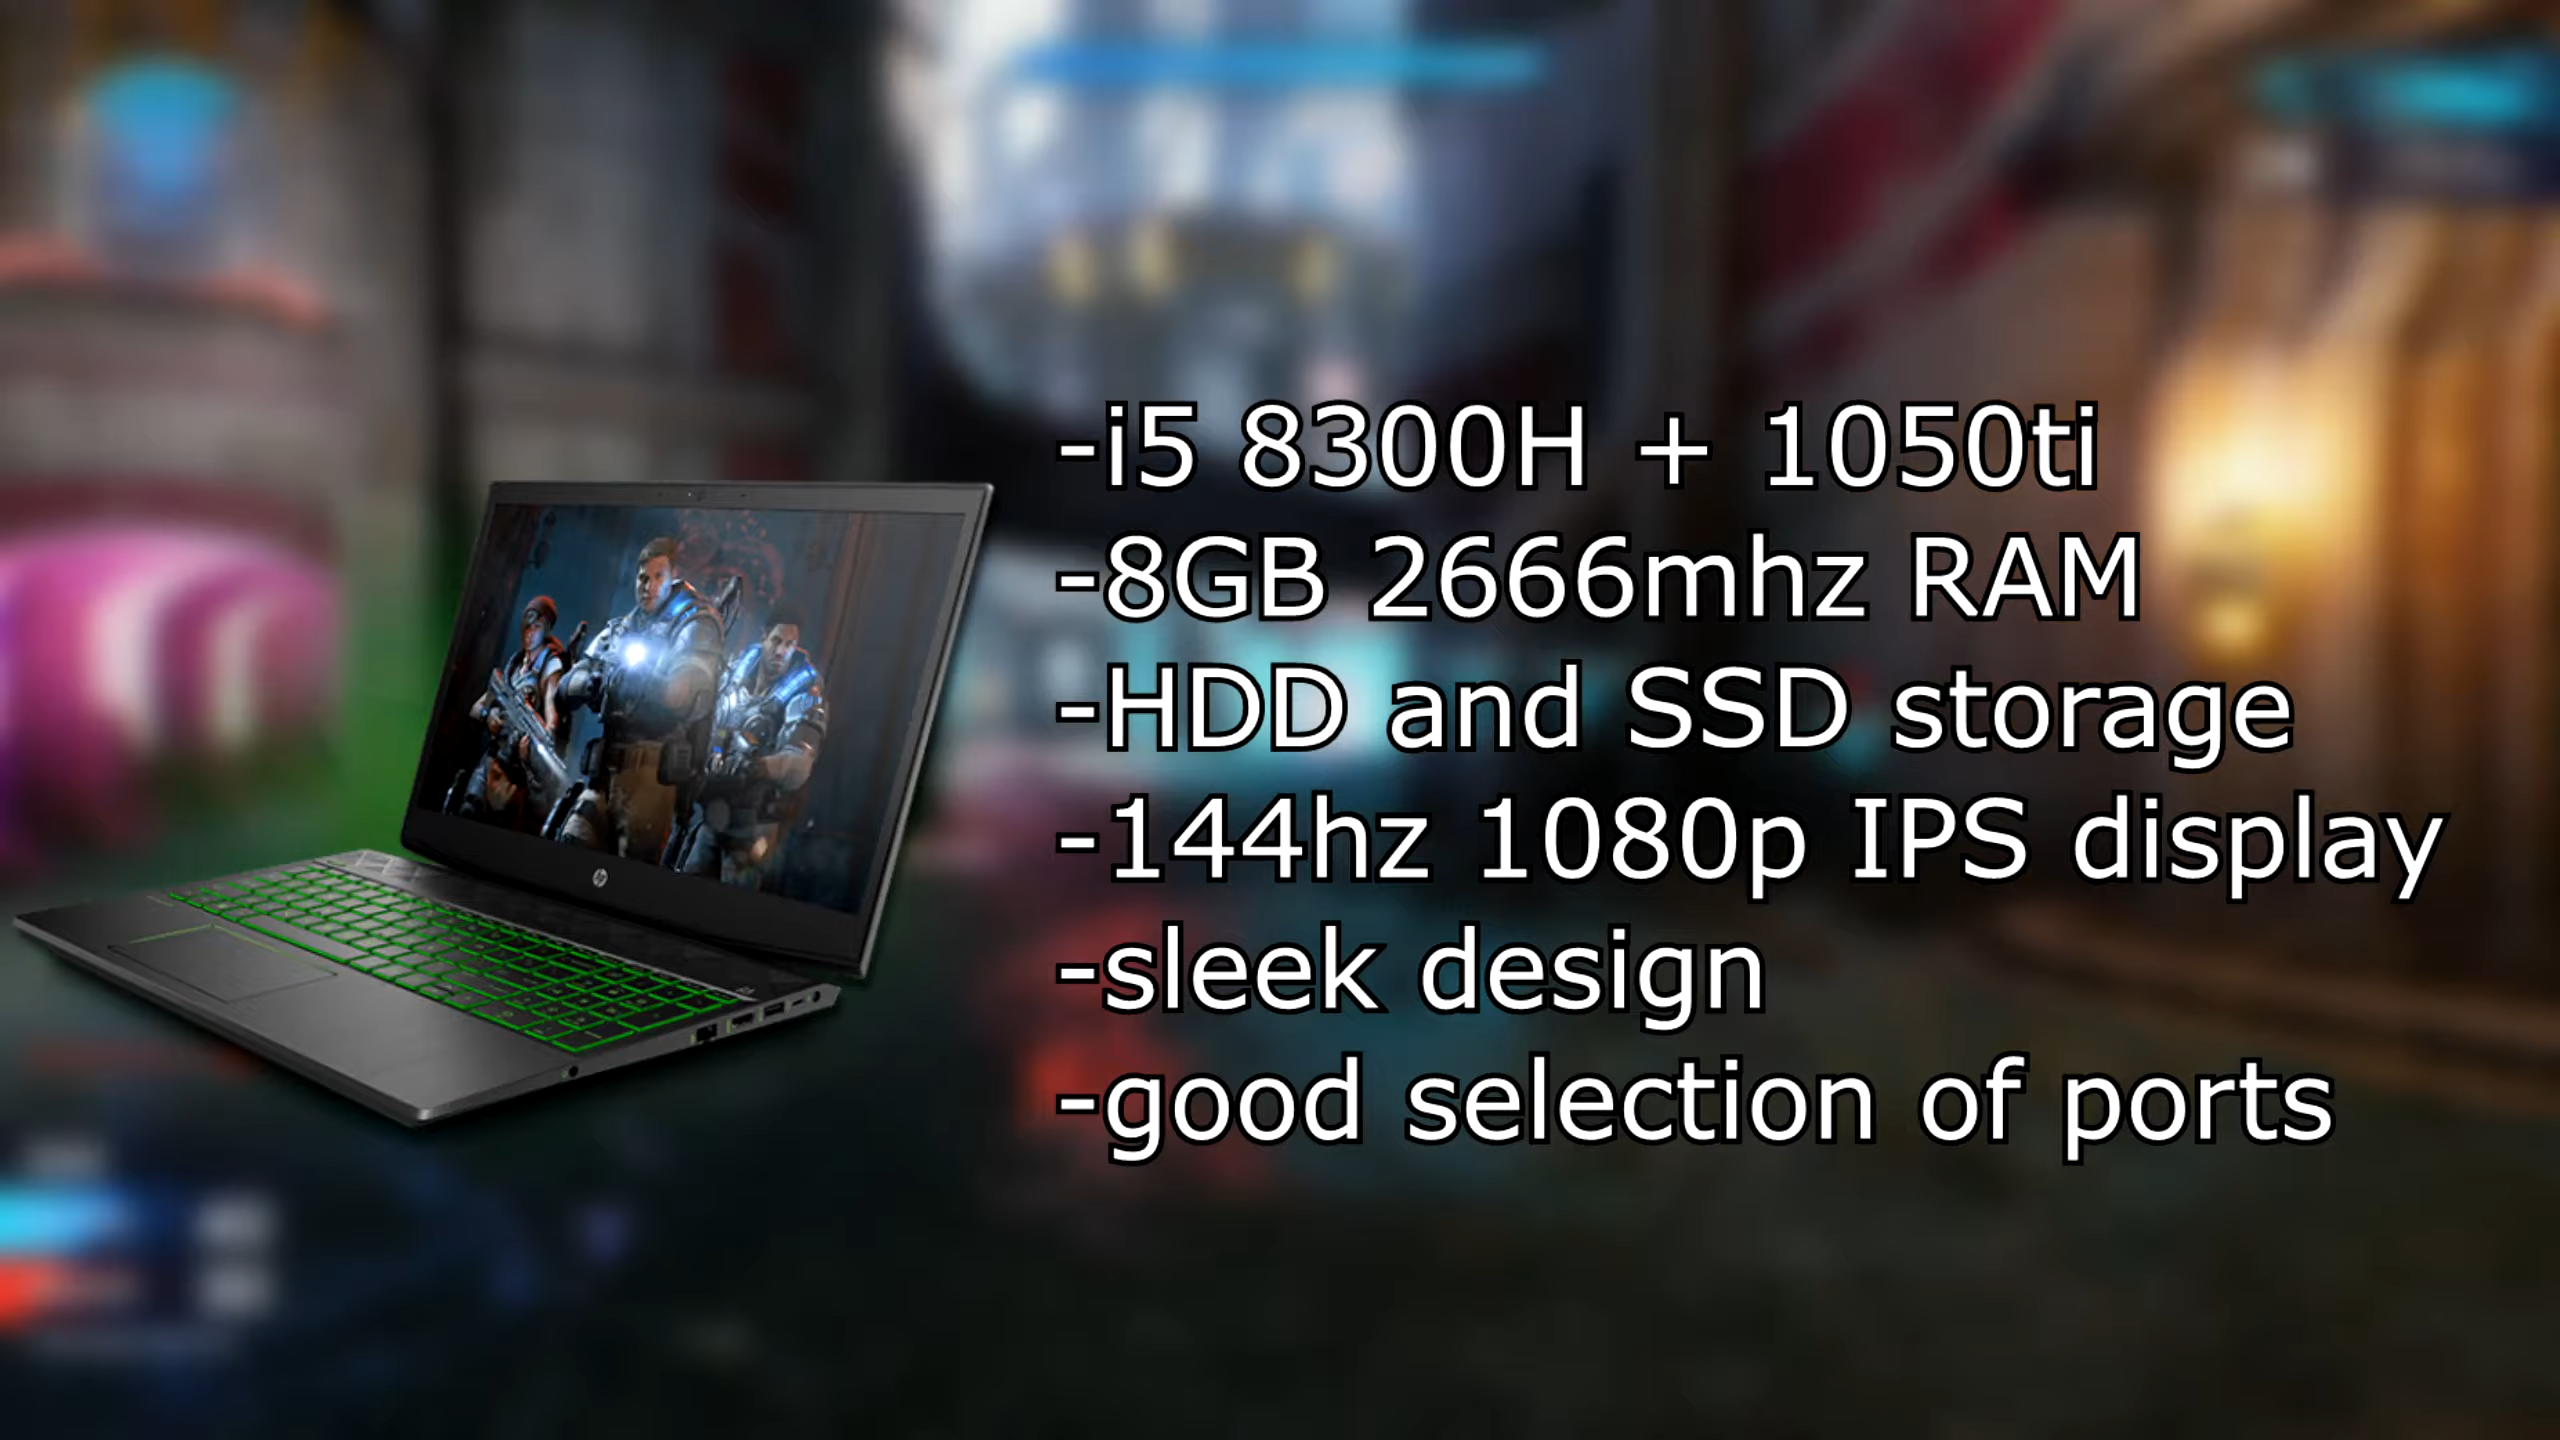 -i5 8300H + 1050ti
-8GB 2666mhz RAM
-HDD and SSD storage
-144hz 1080p IPS display
-sleek design
-good selection of ports
hp